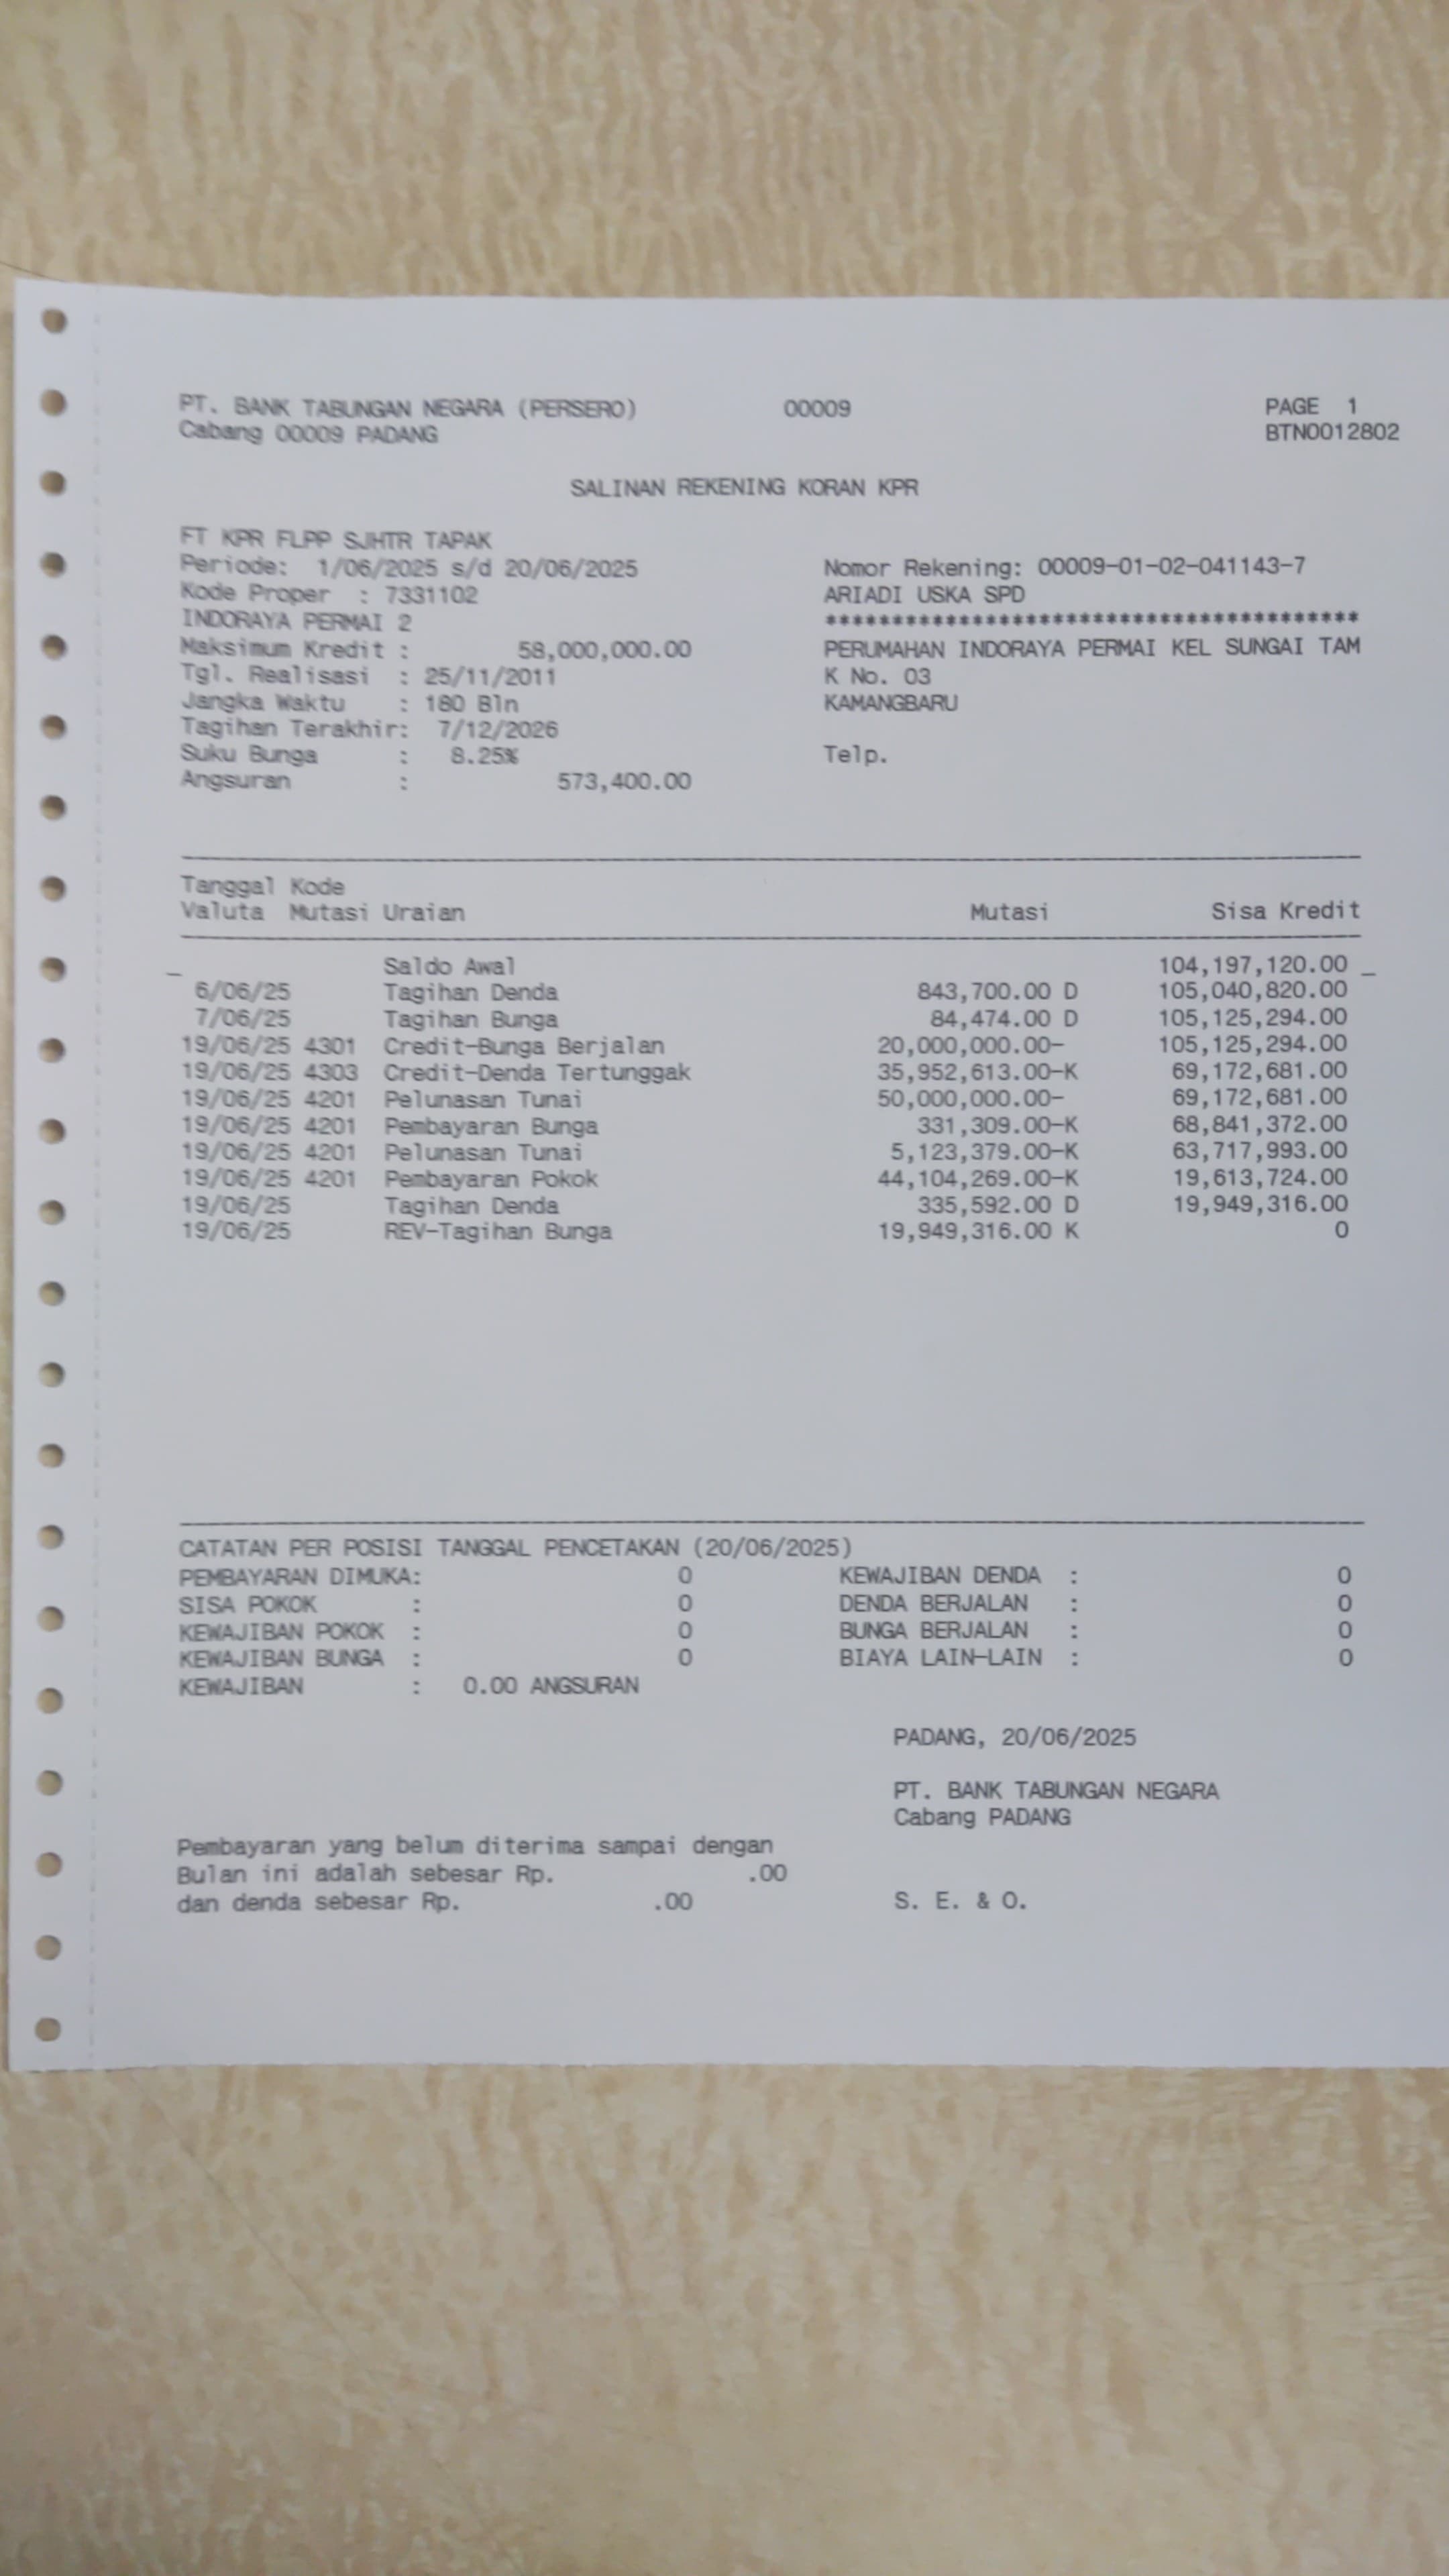 PT. BANK TABUNGAN NEGARA (PERSERO) 00009 PAGE 1
Cabang 00009 PADANG BTN0012802
SALINAN REKENING KORAN KPR
FT KPR FLPP SJHTR TAPAK
Periode: 1/06/2025 s/d 20/06/2025 Nomor Rekening: 00009-01-02-041143-7
Kode Proper : 7331102 ARIADI USKA SPD
INDORAYA PERMAI 2 ****************************************
Maksimum Kredit : 58,000,000.00 PERUMAHAN INDORAYA PERMAI KEL SUNGAI TAM
Tgl. Realisasi : 25/11/2011 K No. 03
Jangka Waktu : 180 Bln KAMANGBARU
Tagihan Terakhir: 7/12/2026
Suku Bunga : 8.25% Telp.
Angsuran : 573,400.00
Tanggal Kode
Valuta Mutasi Uraian Mutasi Sisa Kredit
_ Saldo Awal 104,197,120.00 _
6/06/25 Tagihan Denda 843,700.00 D 105,040,820.00
7/06/25 Tagihan Bunga 84,474.00 D 105,125,294.00
19/06/25 4301 Credit-Bunga Berjalan 20,000,000.00- 105,125,294.00
19/06/25 4303 Credit-Denda Tertunggak 35,952,613.00-K 69,172,681.00
19/06/25 4201 Pelunasan Tunai 50,000,000.00- 69,172,681.00
19/06/25 4201 Pembayaran Bunga 331,309.00-K 68,841,372.00
19/06/25 4201 Pelunasan Tunai 5,123,379.00-K 63,717,993.00
19/06/25 4201 Pembayaran Pokok 44,104,269.00-K 19,613,724.00
19/06/25 Tagihan Denda 335,592.00 D 19,949,316.00
19/06/25 REV-Tagihan Bunga 19,949,316.00 K 0
CATATAN PER POSISI TANGGAL PENCETAKAN (20/06/2025)
PEMBAYARAN DIMUKA: 0 KEWAJIBAN DENDA : 0
SISA POKOK : 0 DENDA BERJALAN : 0
KEWAJIBAN POKOK : 0 BUNGA BERJALAN : 0
KEWAJIBAN BUNGA : 0 BIAYA LAIN-LAIN : 0
KEWAJIBAN : 0.00 ANGSURAN
PADANG, 20/06/2025
PT. BANK TABUNGAN NEGARA
Cabang PADANG
Pembayaran yang belum diterima sampai dengan
Bulan ini adalah sebesar Rp. .00
dan denda sebesar Rp. .00 S. E. & O.